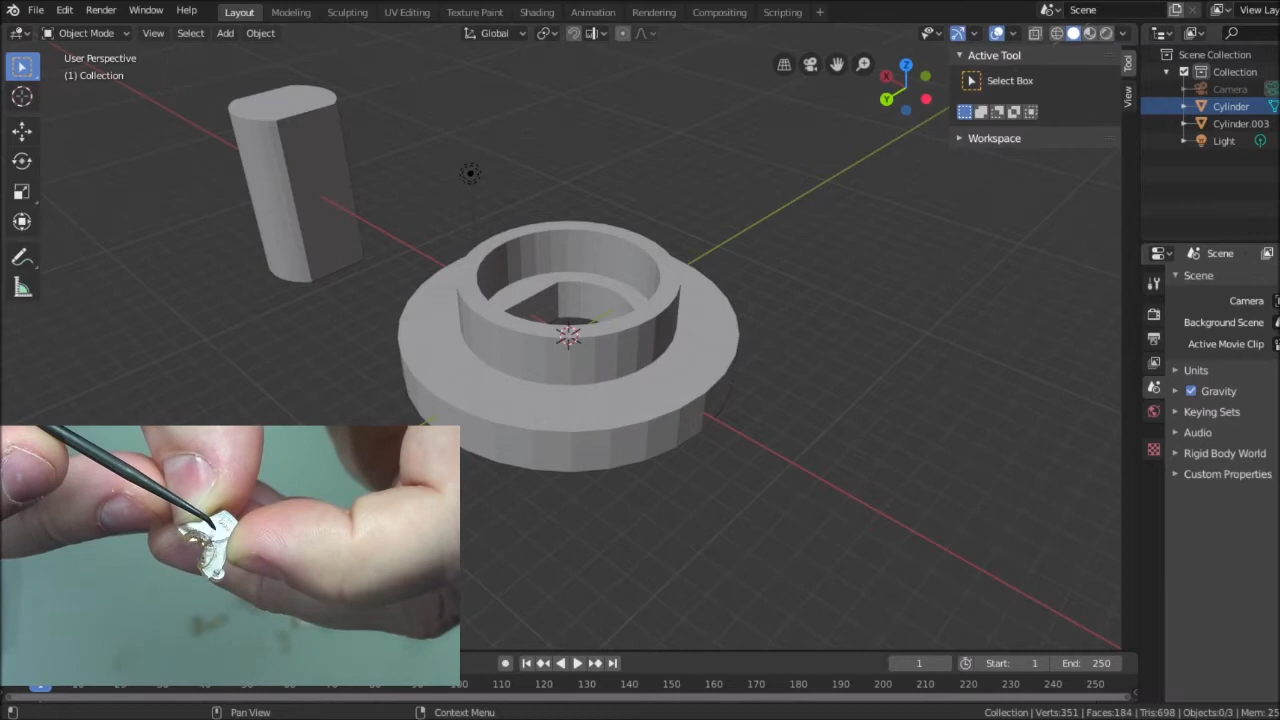 File Edit Render Window Help Layout Modeling Sculpting UV Editing Texture Paint Shading Animation Rendering Compositing Scripting + Scene View Lay
Object Mode View Select Add Object Global
User Perspective
(1) Collection
Active Tool
Select Box
Workspace
Tool
View
X
Y
Z
Scene Collection
Collection
Camera
Cylinder
Cylinder.003
Light
Scene
Scene
Camera
Background Scene
Active Movie Clip
Units
Gravity
Keying Sets
Audio
Rigid Body World
Custom Properties
1 Start: 1 End: 250
110 120 130 140 150 160 170 180 190 200 210 220 230 240 250
Pan View Context Menu Collection | Verts:351 | Faces:184 | Tris:698 | Objects:0/3 | Mem: 25